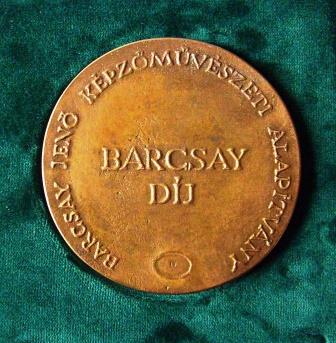 BARCSAY JENŐ KÉPZŐMŰVÉSZETI ALAPÍTVÁNY
BARCSAY
DÍJ